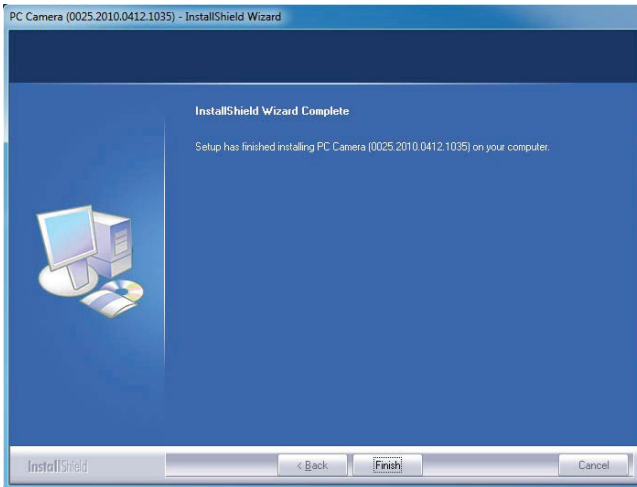 PC Camera (0025.2010.0412.1035) - InstallShield Wizard
InstallShield Wizard Complete
Setup has finished installing PC Camera (0025.2010.0412.1035) on your computer.
InstallShield
< Back
Finish
Cancel